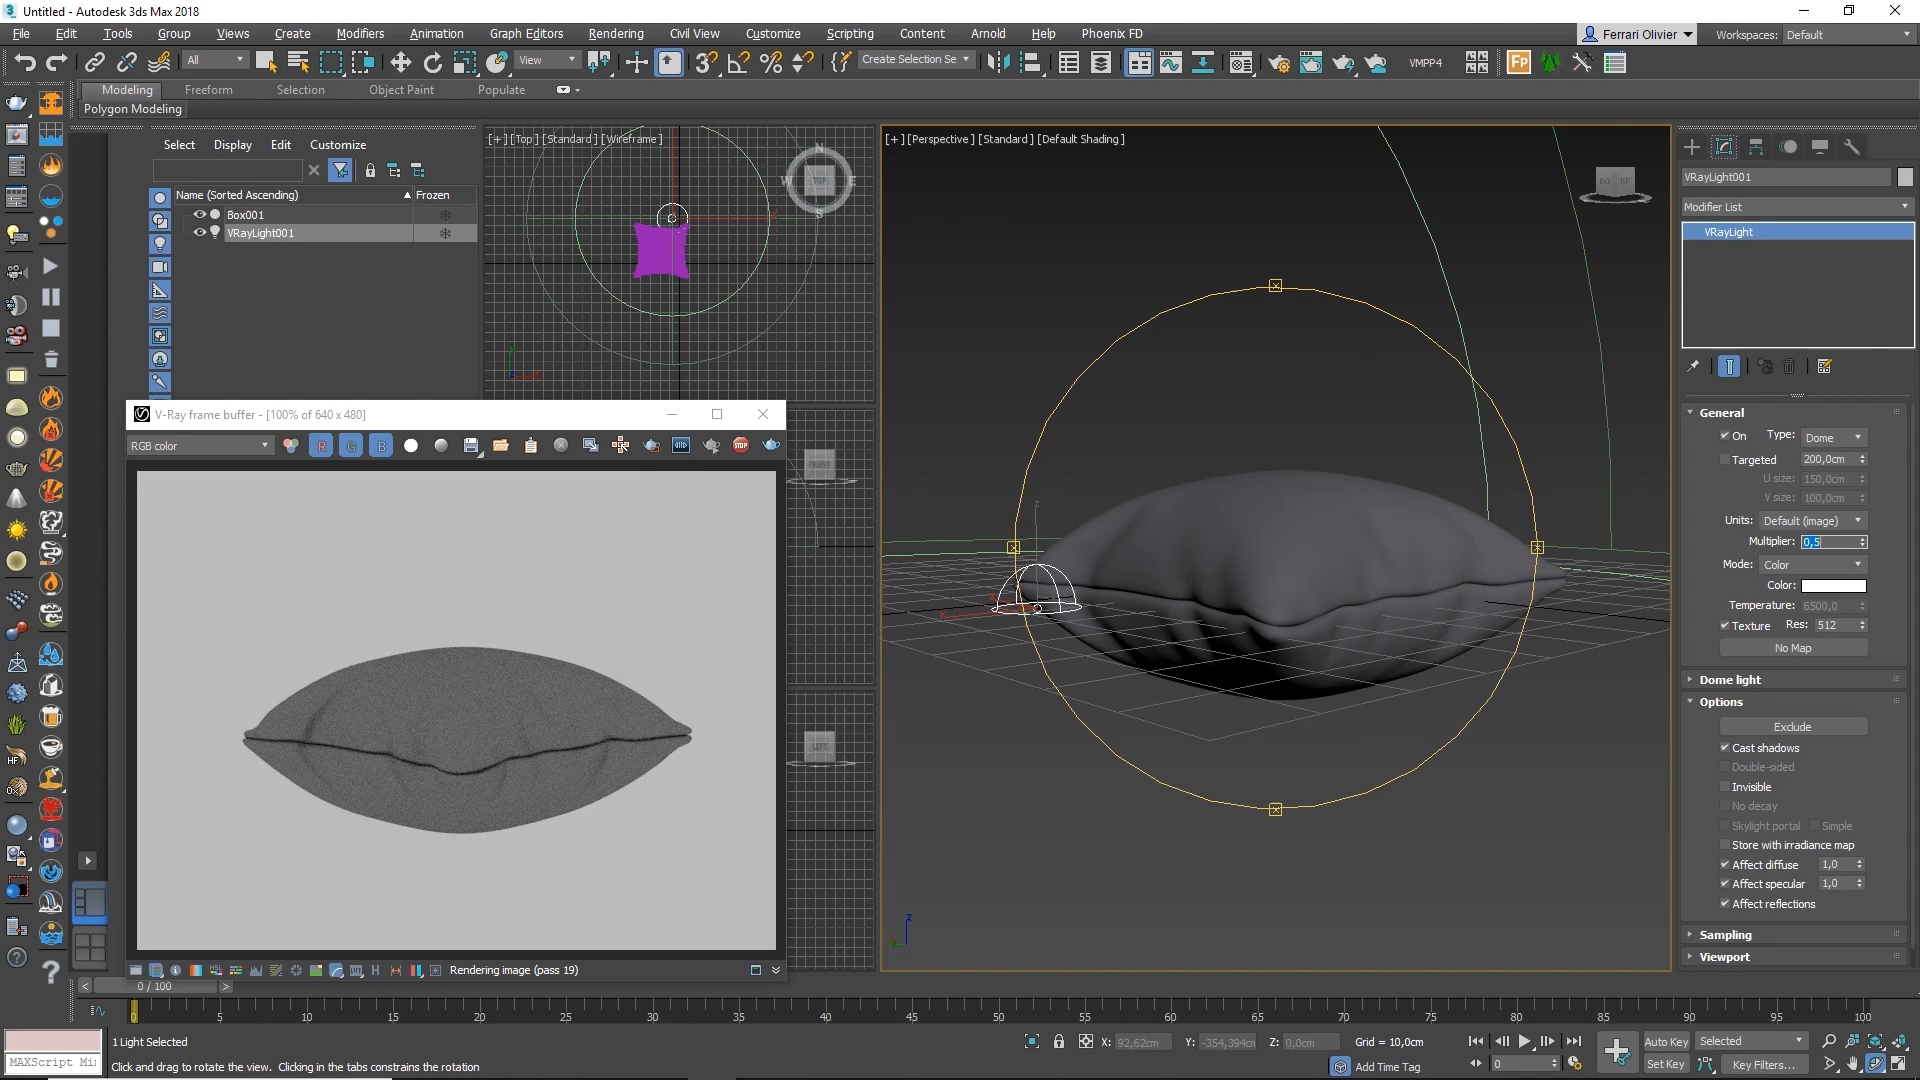 Untitled - Autodesk 3ds Max 2018
File Edit Tools Group Views Create Modifiers Animation Graph Editors Rendering Civil View Customize Scripting Content Arnold Help Phoenix FD
Ferrari Olivier
Workspaces: Default
All
View
Create Selection Se
VMPP4
Modeling Freeform Selection Object Paint Populate
Polygon Modeling
Select Display Edit Customize
Name (Sorted Ascending) Frozen
Box001
VRayLight001
[+] [Top] [Standard] [Wireframe]
N
W TOP E
S
FRONT
LEFT
[+] [Perspective] [Standard] [Default Shading]
V-Ray frame buffer - [100% of 640 x 480]
RGB color
R G B
STOP
Rendering image (pass 19)
VRayLight001
Modifier List
VRayLight
General
On Type: Dome
Targeted 200,0cm
U size: 150,0cm
V size: 100,0cm
Units: Default (image)
Multiplier: 0,5
Mode: Color
Color:
Temperature: 6500,0
Texture Res: 512
No Map
Dome light
Options
Exclude
Cast shadows
Double-sided
Invisible
No decay
Skylight portal Simple
Store with irradiance map
Affect diffuse 1,0
Affect specular 1,0
Affect reflections
Sampling
Viewport
0 / 100
0 5 10 15 20 25 30 35 40 45 50 55 60 65 70 75 80 85 90 95 100
1 Light Selected
MAXScript Mi
Click and drag to rotate the view. Clicking in the tabs constrains the rotation
X: 92,62cm Y: -354,394cm Z: 0,0cm Grid = 10,0cm
Add Time Tag
0
Auto Key Selected
Set Key Key Filters...